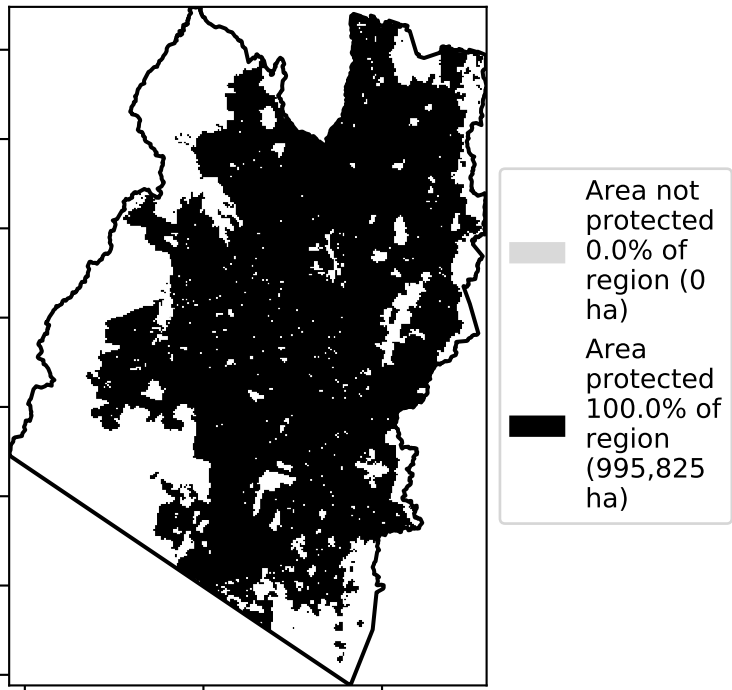 Area not
protected
0.0% of
region (0
ha)
Area
protected
100.0% of
region
(995,825
ha)